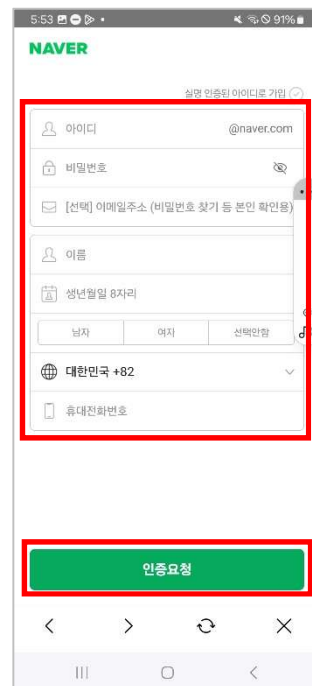 5:53 91%
NAVER
실명 인증된 아이디로 가입
아이디 @naver.com
비밀번호
[선택] 이메일주소 (비밀번호 찾기 등 본인 확인용)
이름
생년월일 8자리
남자 여자 선택안함
대한민국 +82
휴대전화번호
인증요청